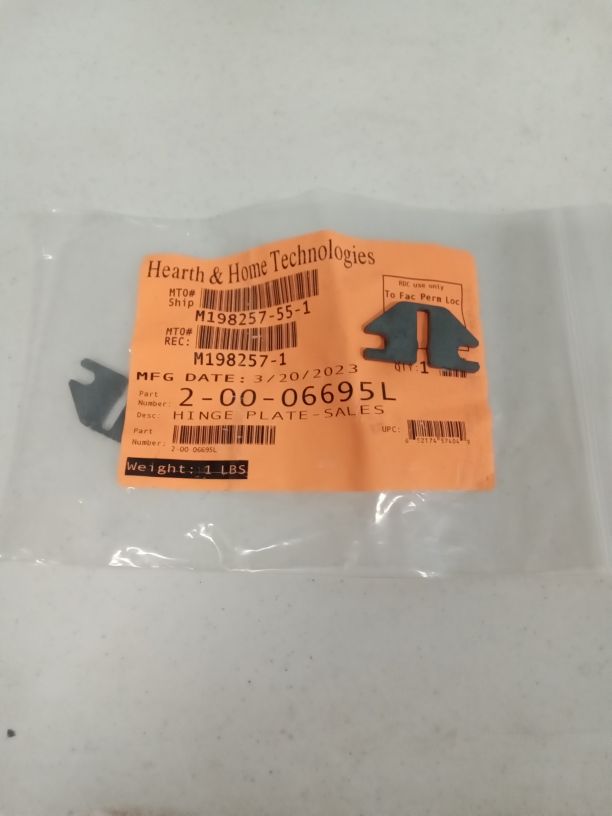 Hearth & Home Technologies
MTO#
Ship
M198257-55-1
RDC use only
To Fac Perm Loc
MTO#
REC:
M198257-1
QTY: 1
MFG DATE: 3/20/2023
Part
Number:
2-00-06695L
Desc: HINGE PLATE-SALES
Part
Number:
2-00-06695L
UPC:
Weight: 1 LBS